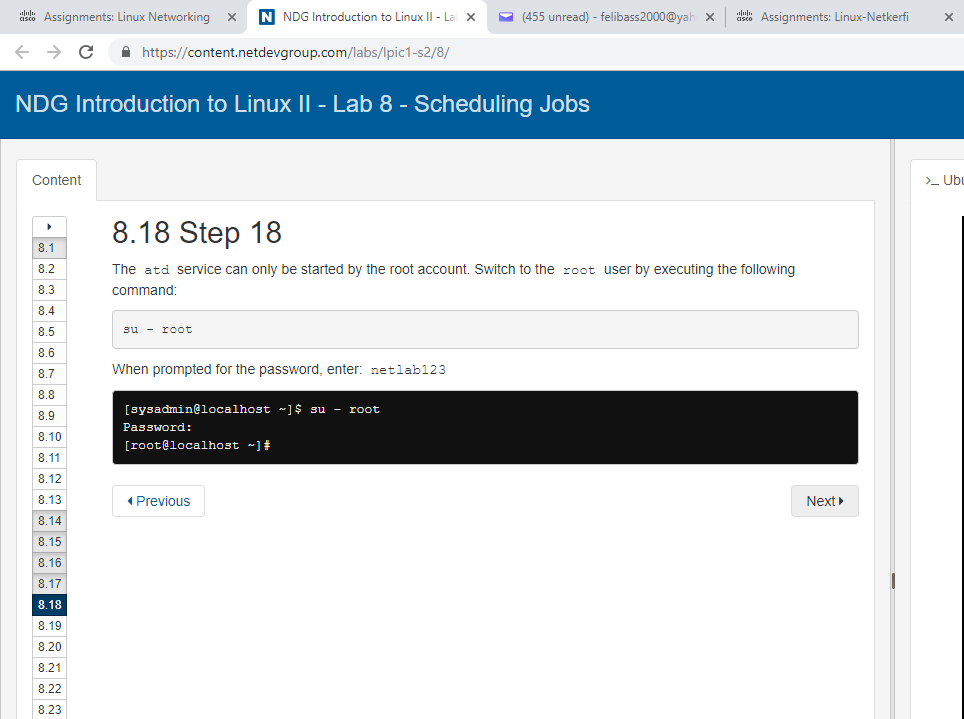 cisco Assignments: Linux Networking
NDG Introduction to Linux II - La
(455 unread) - felibass2000@yah
cisco Assignments: Linux-Netkerfi
https://content.netdevgroup.com/labs/lpic1-s2/8/
NDG Introduction to Linux II - Lab 8 - Scheduling Jobs
Content
>_ Ubu
8.1
8.2
8.3
8.4
8.5
8.6
8.7
8.8
8.9
8.10
8.11
8.12
8.13
8.14
8.15
8.16
8.17
8.18
8.19
8.20
8.21
8.22
8.23
8.18 Step 18
The atd service can only be started by the root account. Switch to the root user by executing the following
command:
su - root
When prompted for the password, enter: netlab123
[sysadmin@localhost ~]$ su - root
Password:
[root@localhost ~]#
Previous
Next